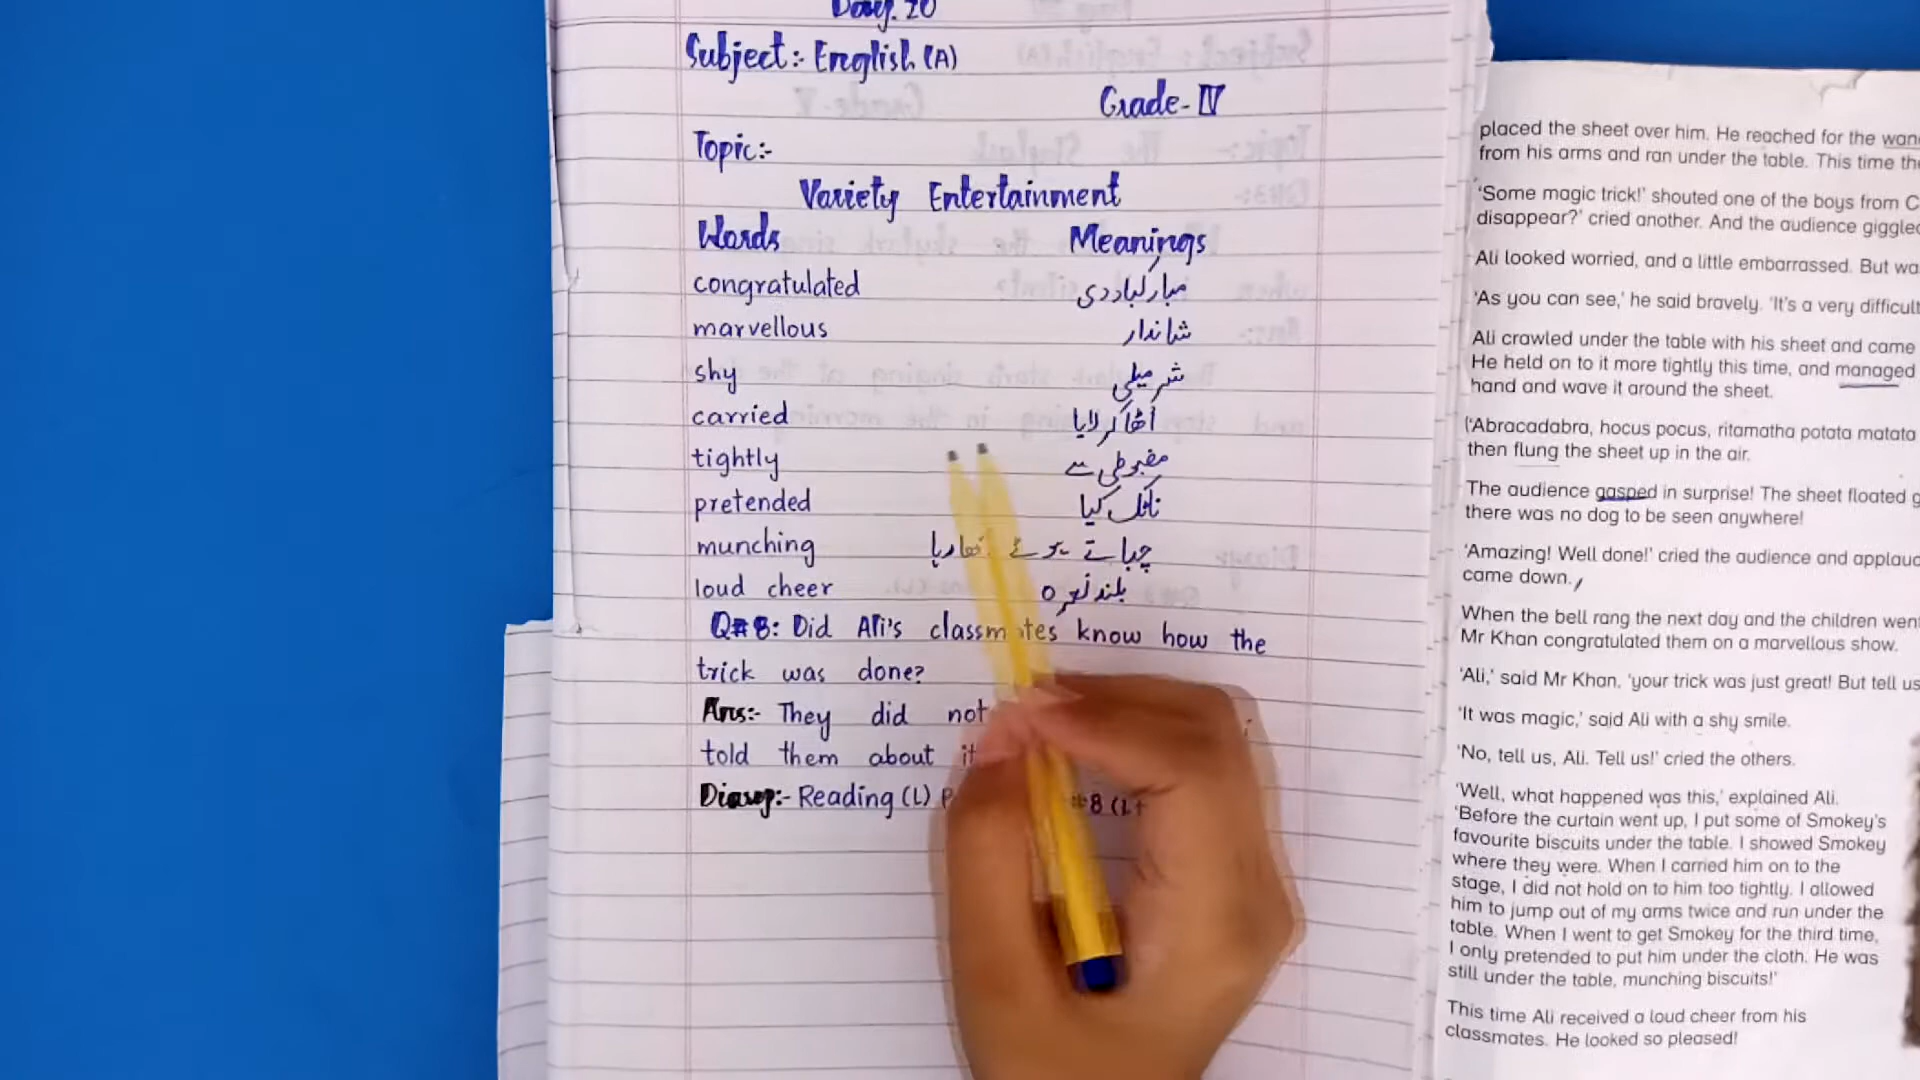 Day. 20
Subject:- English (A)
Grade- IV
Topic:-
Variety Entertainment
Words Meanings
congratulated مبارکباد دی
marvellous شاندار
shy شرمیلی
carried اُٹھا کر لایا
tightly مضبوطی سے
pretended ناٹک کیا
munching چباتے ہوئے کھا رہا
loud cheer بلند نعرہ
Q#8: Did Ali's classmates know how the
trick was done?
Ans:- They did not
told them about it
Diary:- Reading (L) #8 (L+
placed the sheet over him. He reached for the
from his arms and ran under the table. This time
'Some magic trick!' shouted one of the boys from
disappear?' cried another. And the audience
Ali looked worried, and a little embarrassed. But
'As you can see,' he said bravely. 'It's a very
Ali crawled under the table with his sheet and came
He held on to it more tightly this time, and managed
hand and wave it around the sheet.
'Abracadabra, hocus pocus, ritamatha potata matata
then flung the sheet up in the air.
The audience gasped in surprise! The sheet floated
there was no dog to be seen anywhere!
'Amazing! Well done!' cried the audience and
came down.
When the bell rang the next day and the children
Mr Khan congratulated them on a marvellous show.
'Ali,' said Mr Khan, 'your trick was just great! But tell us
'It was magic,' said Ali with a shy smile.
'No, tell us, Ali. Tell us!' cried the others.
'Well, what happened was this,' explained Ali.
'Before the curtain went up, I put some of Smokey's
favourite biscuits under the table. I showed Smokey
where they were. When I carried him on to the
stage, I did not hold on to him too tightly. I allowed
him to jump out of my arms twice and run under the
table. When I went to get Smokey for the third time,
I only pretended to put him under the cloth. He was
still under the table, munching biscuits!'
This time Ali received a loud cheer from his
classmates. He looked so pleased!